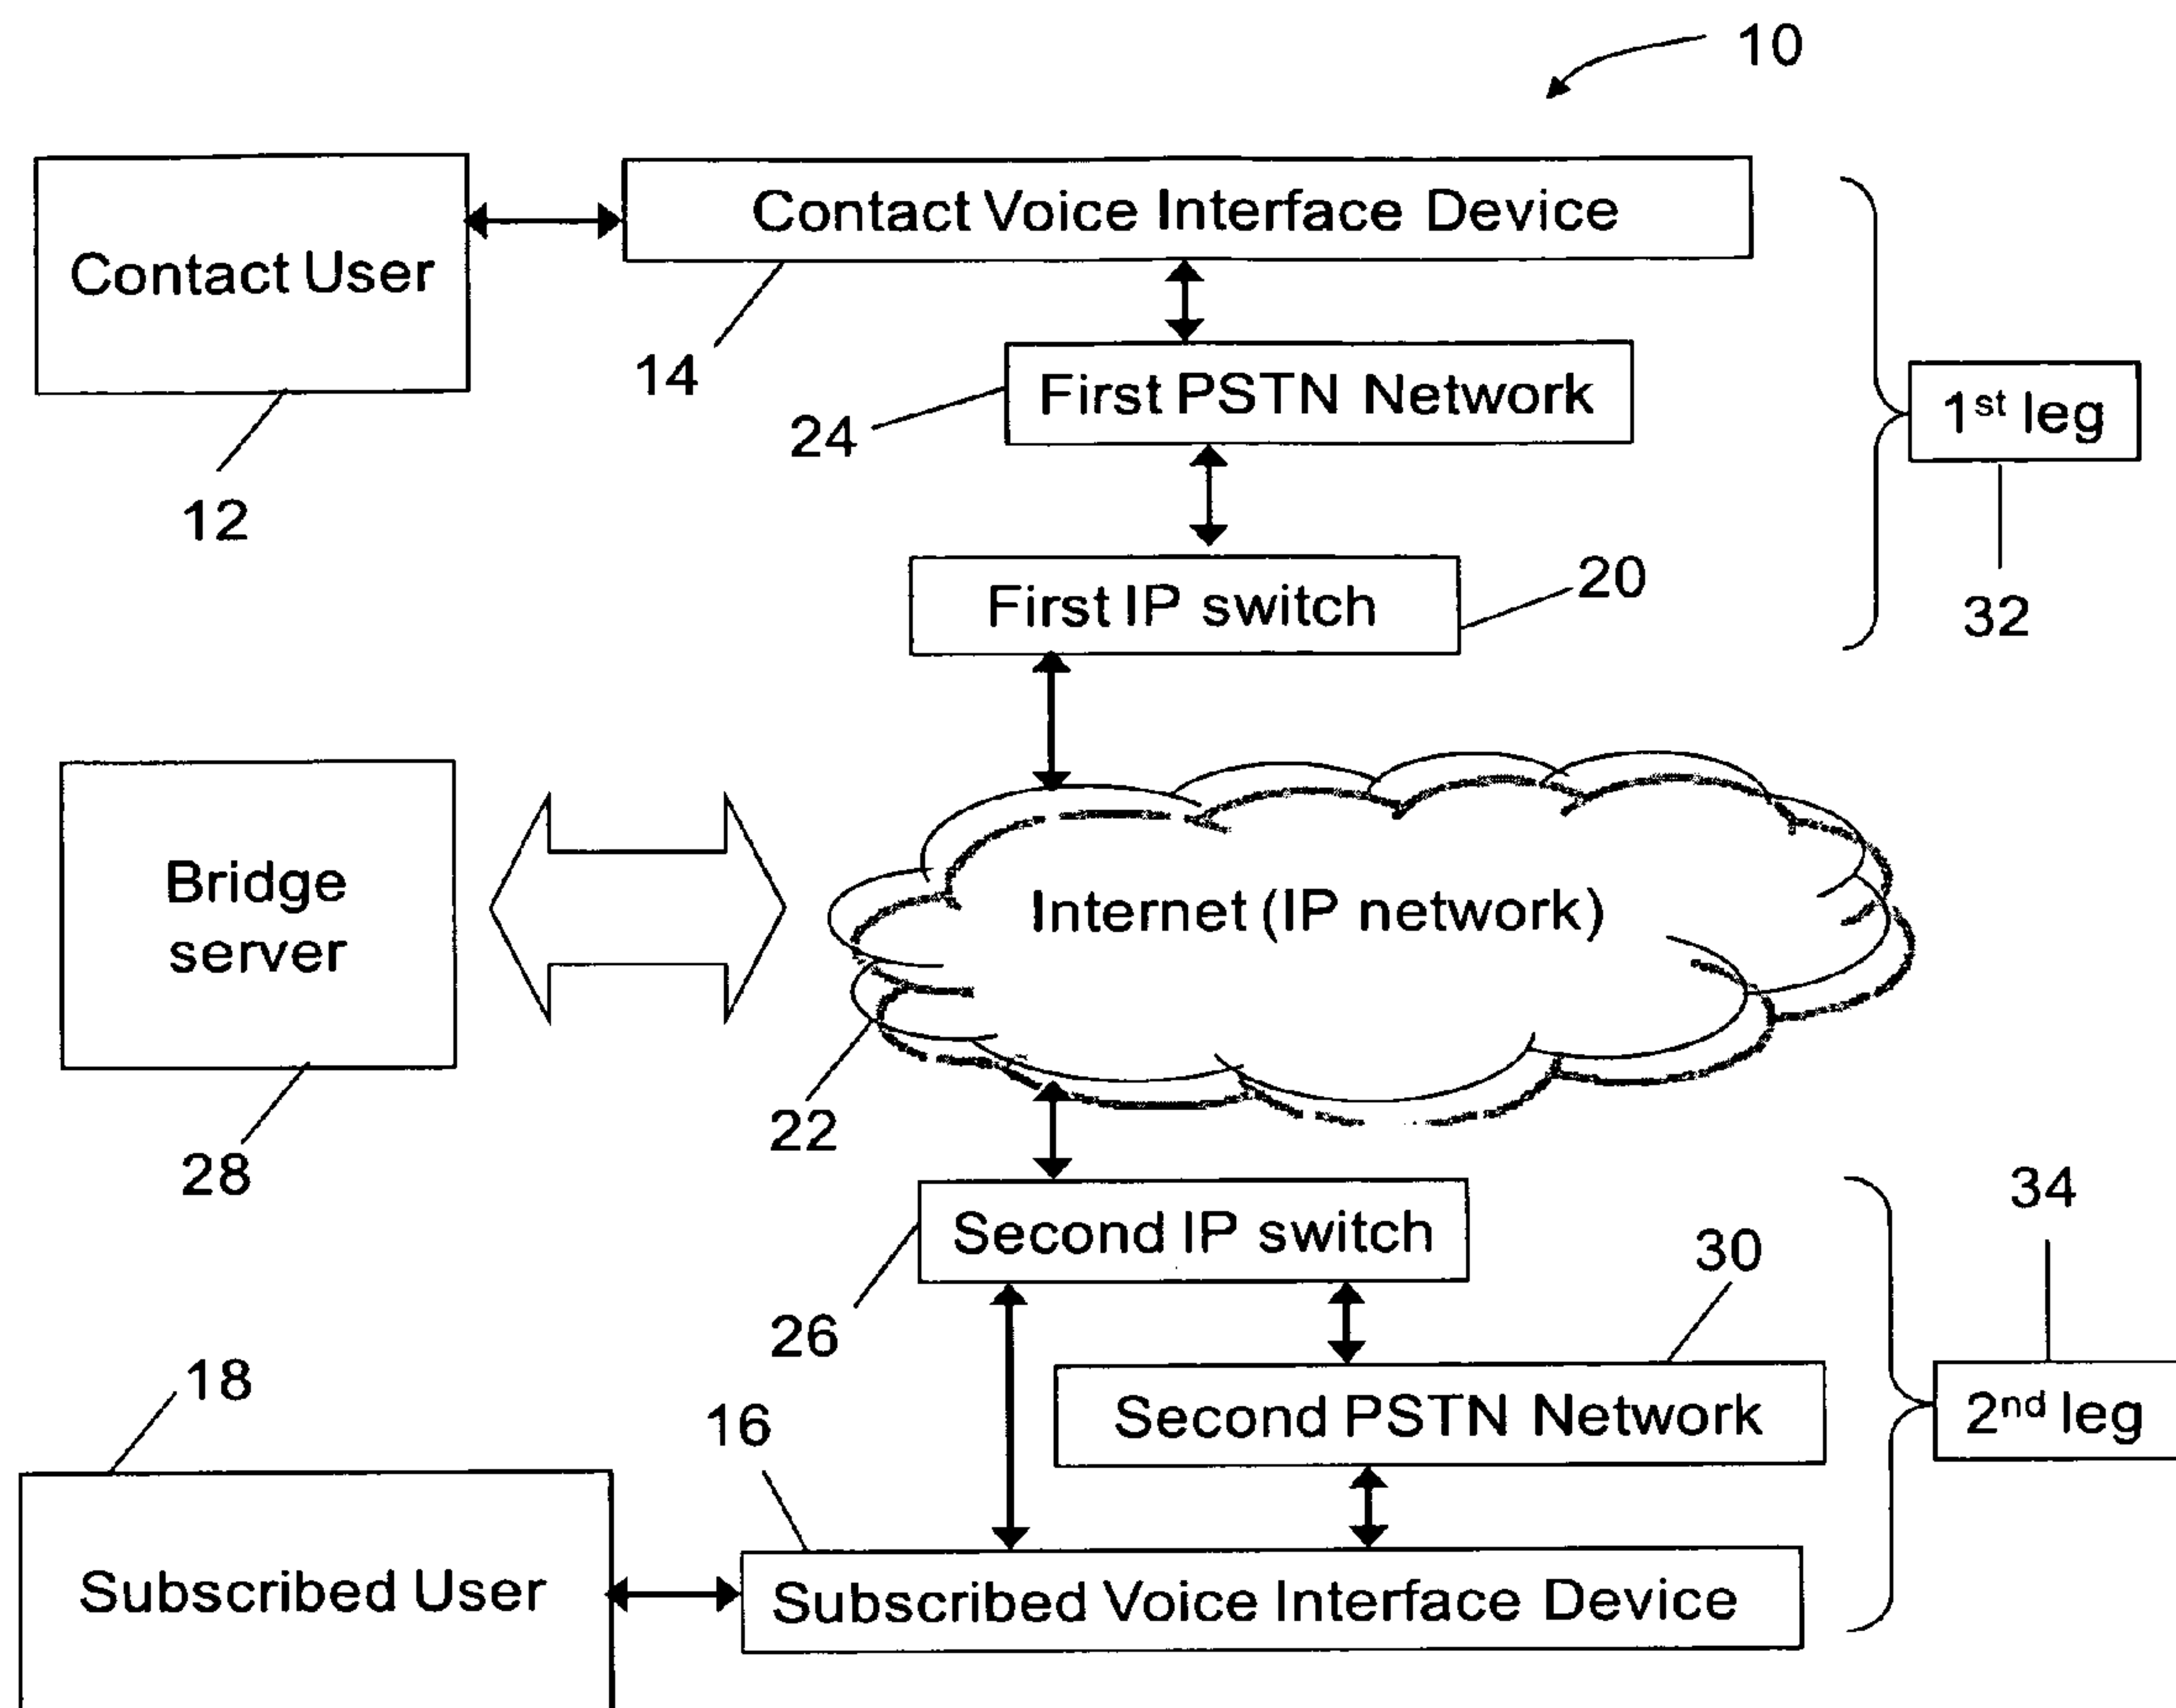 10
Contact User
Contact Voice Interface Device
14
First PSTN Network
24
1st leg
12
First IP switch
20
32
Bridge
server
Internet (IP network)
22
28
Second IP switch
34
30
26
18
16
Second PSTN Network
2nd leg
Subscribed User
Subscribed Voice Interface Device